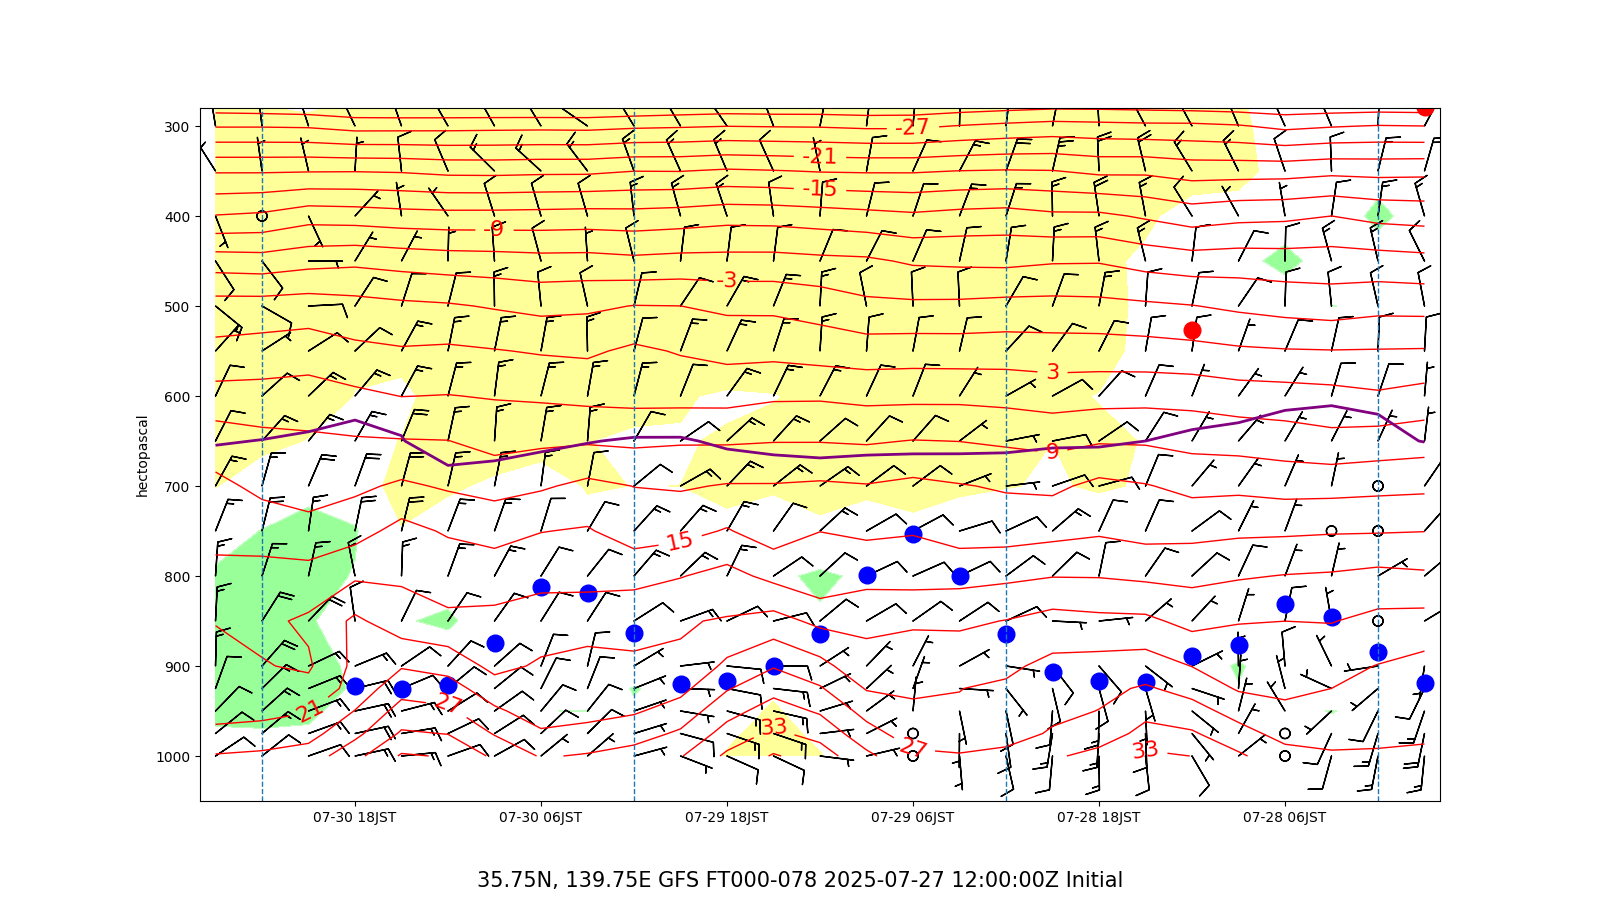 300
400
500
600
700
800
900
1000
hectopascal
-27
-21
-15
-9
-3
3
9
15
21
27
33
27
33
07-30 18JST
07-30 06JST
07-29 18JST
07-29 06JST
07-28 18JST
07-28 06JST
35.75N, 139.75E GFS FT000-078 2025-07-27 12:00:00Z Initial